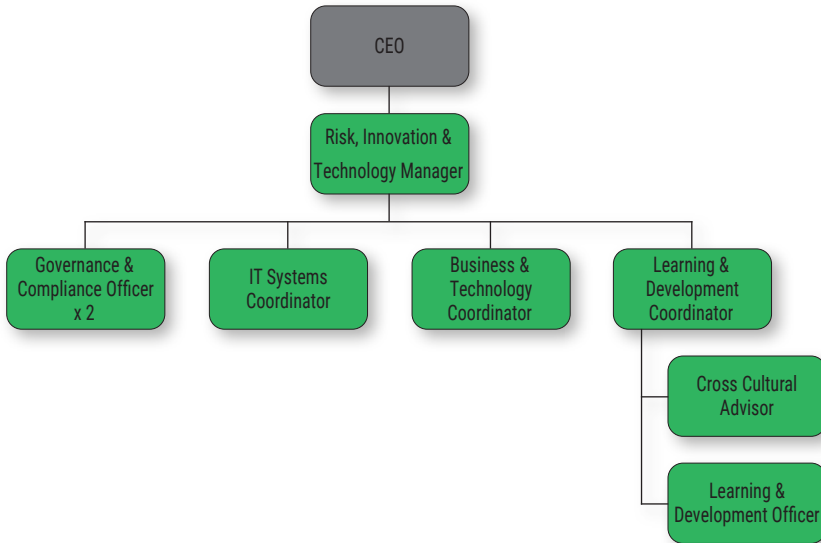 CEO
Risk, Innovation &
Technology Manager
Governance &
Compliance Officer
x 2
IT Systems
Coordinator
Business &
Technology
Coordinator
Learning &
Development
Coordinator
Cross Cultural
Advisor
Learning &
Development Officer